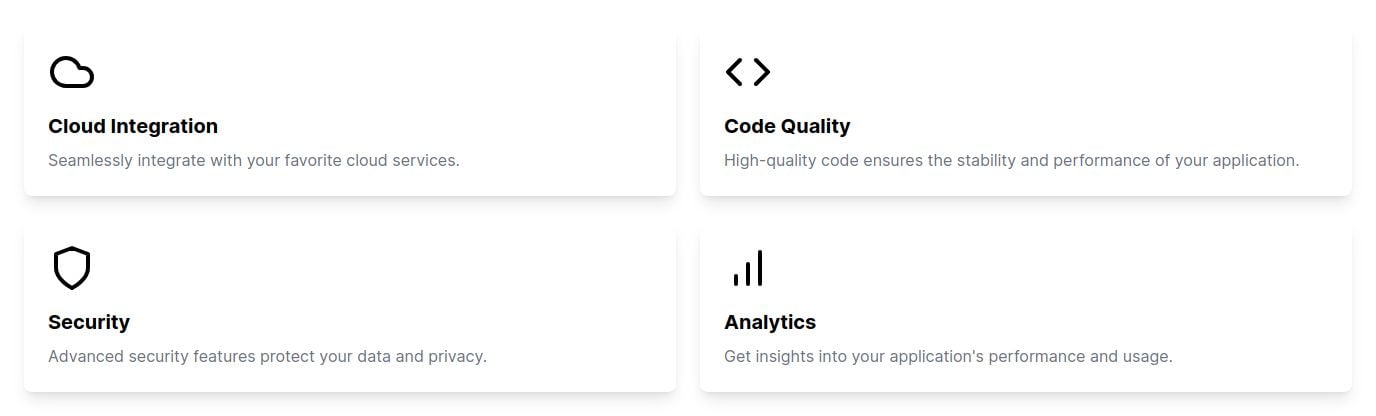 Cloud Integration
Seamlessly integrate with your favorite cloud services.
Code Quality
High-quality code ensures the stability and performance of your application.
Security
Advanced security features protect your data and privacy.
Analytics
Get insights into your application's performance and usage.